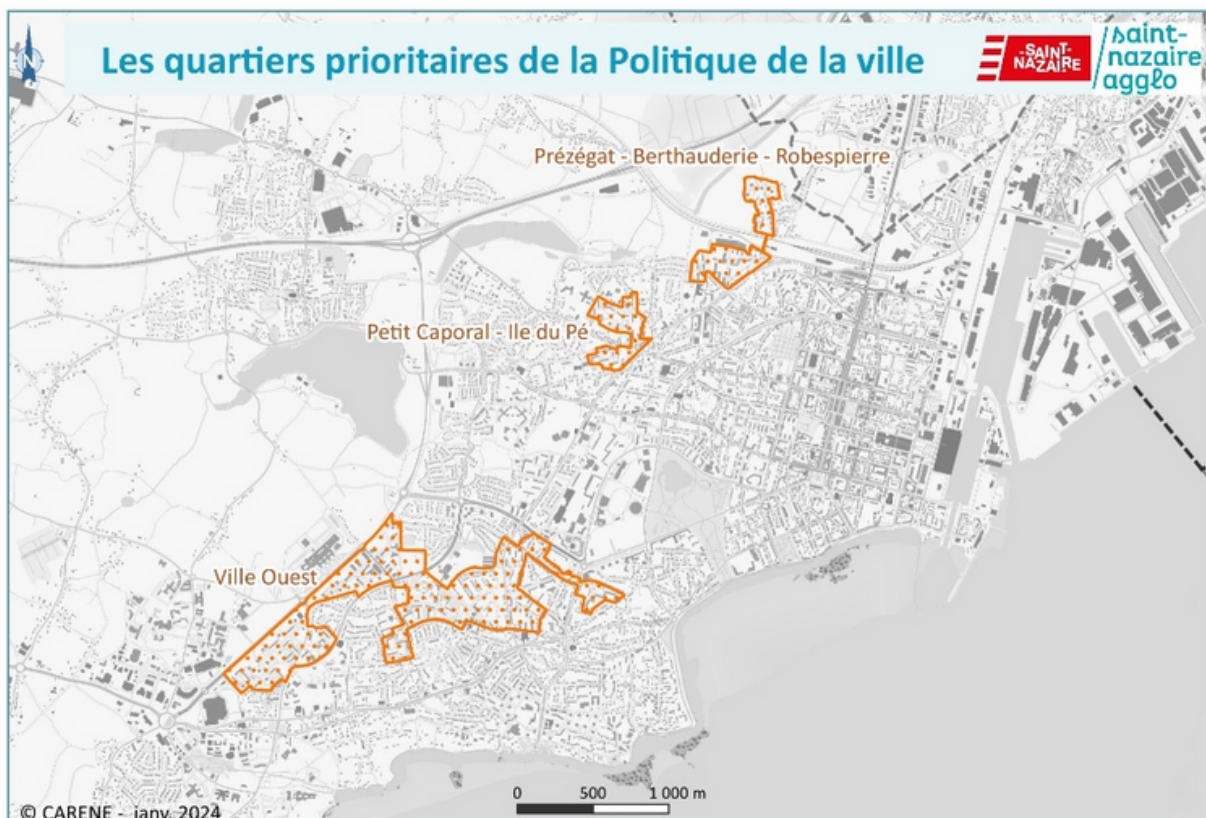 N
Les quartiers prioritaires de la Politique de la ville
-SAINT-
NAZAIRE
saint-
nazaire
agglo
Prézégat - Berthauderie - Robespierre
Petit Caporal - Ile du Pé
Ville Ouest
0 500 1 000 m
© CARENE - janv. 2024